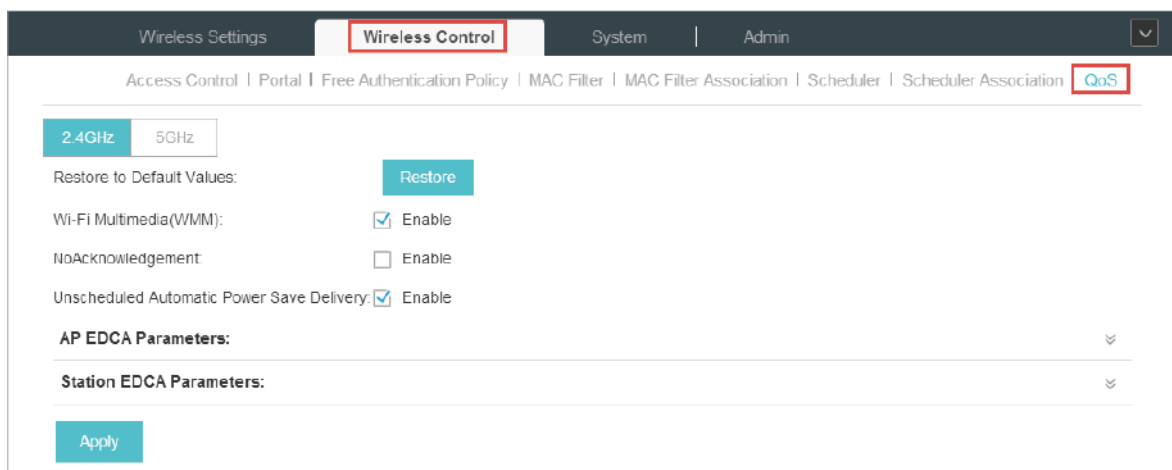 Wireless Settings Wireless Control System | Admin
Access Control | Portal | Free Authentication Policy | MAC Filter | MAC Filter Association | Scheduler | Scheduler Association QoS
2.4GHz 5GHz
Restore to Default Values: Restore
Wi-Fi Multimedia(WMM): Enable
NoAcknowledgement: Enable
Unscheduled Automatic Power Save Delivery: Enable
AP EDCA Parameters:
Station EDCA Parameters:
Apply